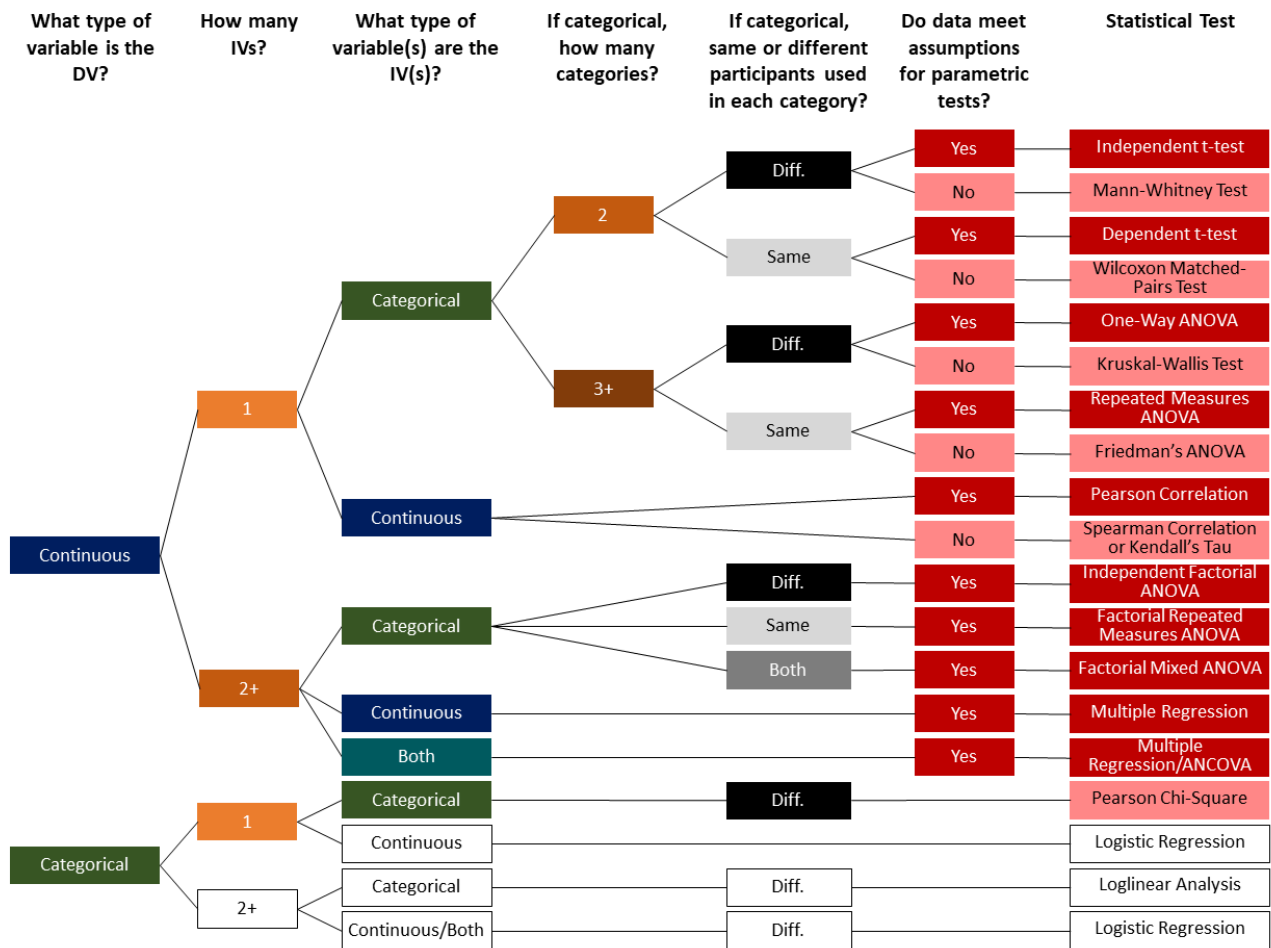 What type of
variable is the
DV?
How many
IVs?
What type of
variable(s) are the
IV(s)?
If categorical,
how many
categories?
If categorical,
same or different
participants used
in each category?
Do data meet
assumptions
for parametric
tests?
Statistical Test
Continuous
1
Categorical
2
Diff.
Yes
Independent t-test
No
Mann-Whitney Test
Same
Yes
Dependent t-test
No
Wilcoxon Matched-
Pairs Test
3+
Diff.
Yes
One-Way ANOVA
No
Kruskal-Wallis Test
Same
Yes
Repeated Measures
ANOVA
No
Friedman's ANOVA
Continuous
Yes
Pearson Correlation
No
Spearman Correlation
or Kendall's Tau
2+
Categorical
Diff.
Yes
Independent Factorial
ANOVA
Same
Yes
Factorial Repeated
Measures ANOVA
Both
Yes
Factorial Mixed ANOVA
Continuous
Yes
Multiple Regression
Both
Yes
Multiple
Regression/ANCOVA
Categorical
1
Categorical
Diff.
Pearson Chi-Square
Continuous
Logistic Regression
2+
Categorical
Diff.
Loglinear Analysis
Continuous/Both
Diff.
Logistic Regression